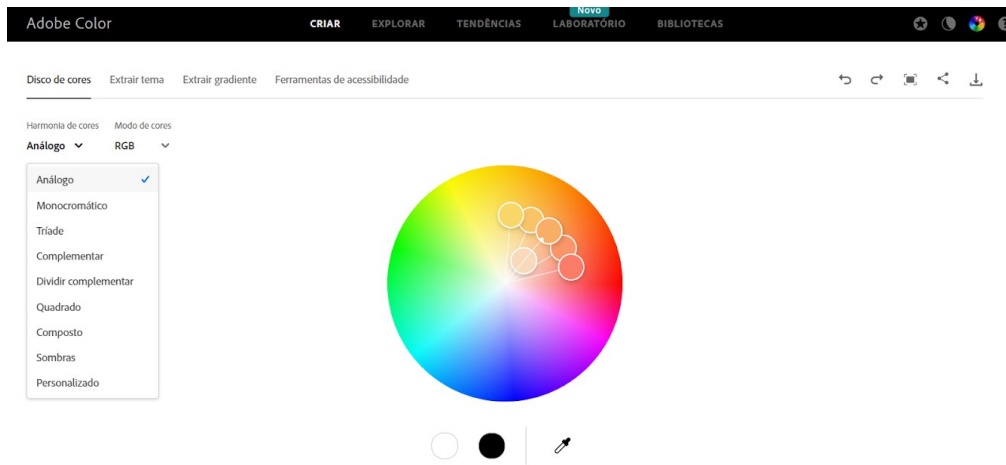 Adobe Color
CRIAR EXPLORAR TENDÊNCIAS LABORATÓRIO BIBLIOTECAS
Novo
Disco de cores Extrair tema Extrair gradiente Ferramentas de acessibilidade
Harmonia de cores Modo de cores
Análogo RGB
Análogo
Monocromático
Tríade
Complementar
Dividir complementar
Quadrado
Composto
Sombras
Personalizado